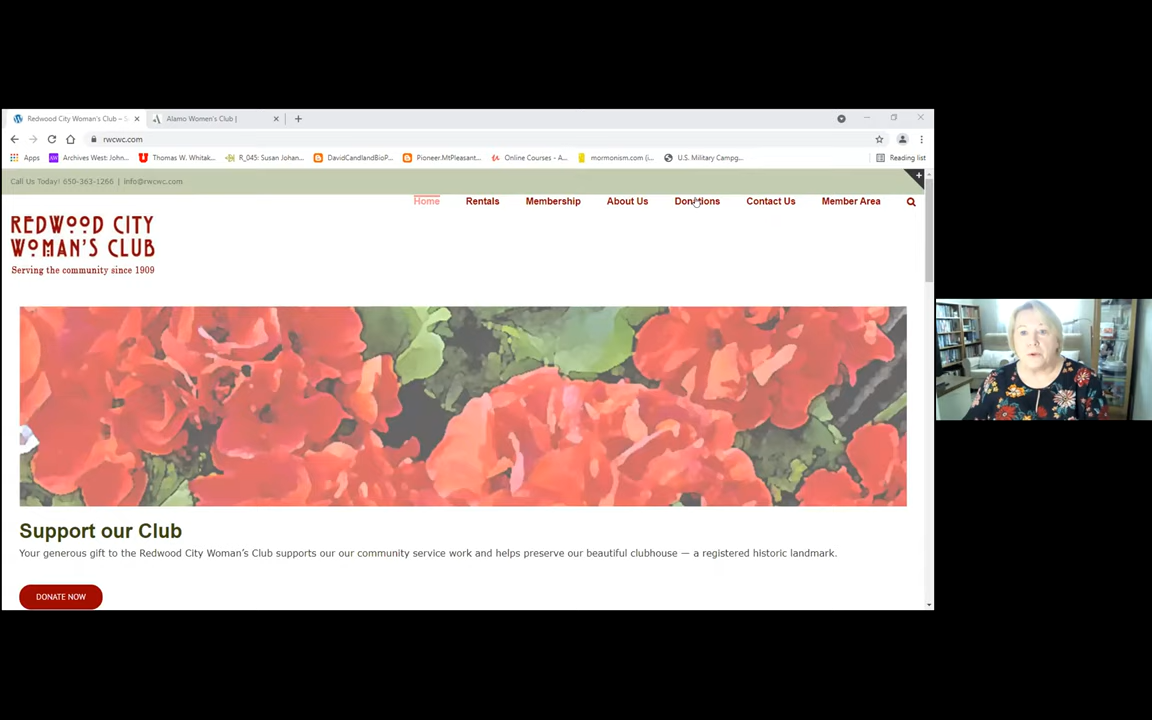 Redwood City Woman's Club – S
Alamo Women's Club |
rwcwc.com
Apps
Archives West: John...
Thomas W. Whitak...
R_045: Susan Johan...
DavidCandlandBioP...
Pioneer.MtPleasant...
Online Courses - A...
mormonism.com (i...
U.S. Military Campg...
Reading list
Call Us Today! 650-363-1266 | info@rwcwc.com
Home Rentals Membership About Us Donations Contact Us Member Area
REDWOOD CITY
WOMAN'S CLUB
Serving the community since 1909
Support our Club
Your generous gift to the Redwood City Woman's Club supports our our community service work and helps preserve our beautiful clubhouse — a registered historic landmark.
DONATE NOW